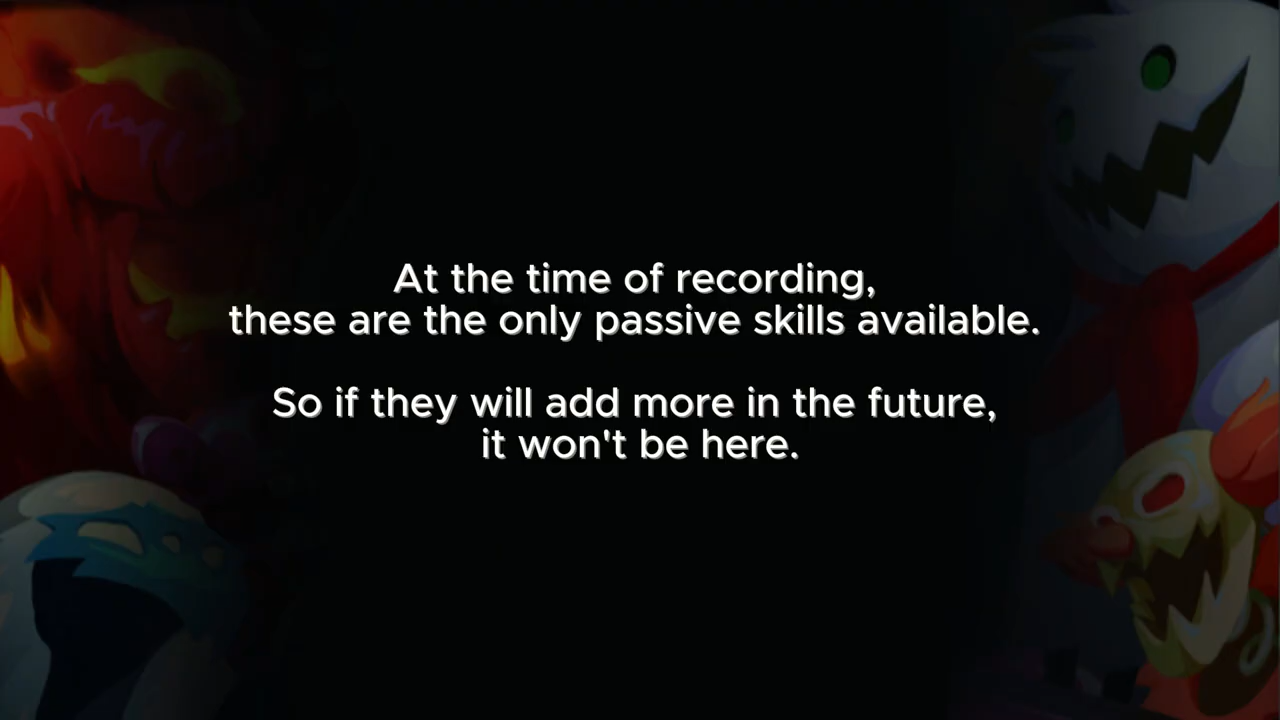 At the time of recording,
these are the only passive skills available.
So if they will add more in the future,
it won't be here.